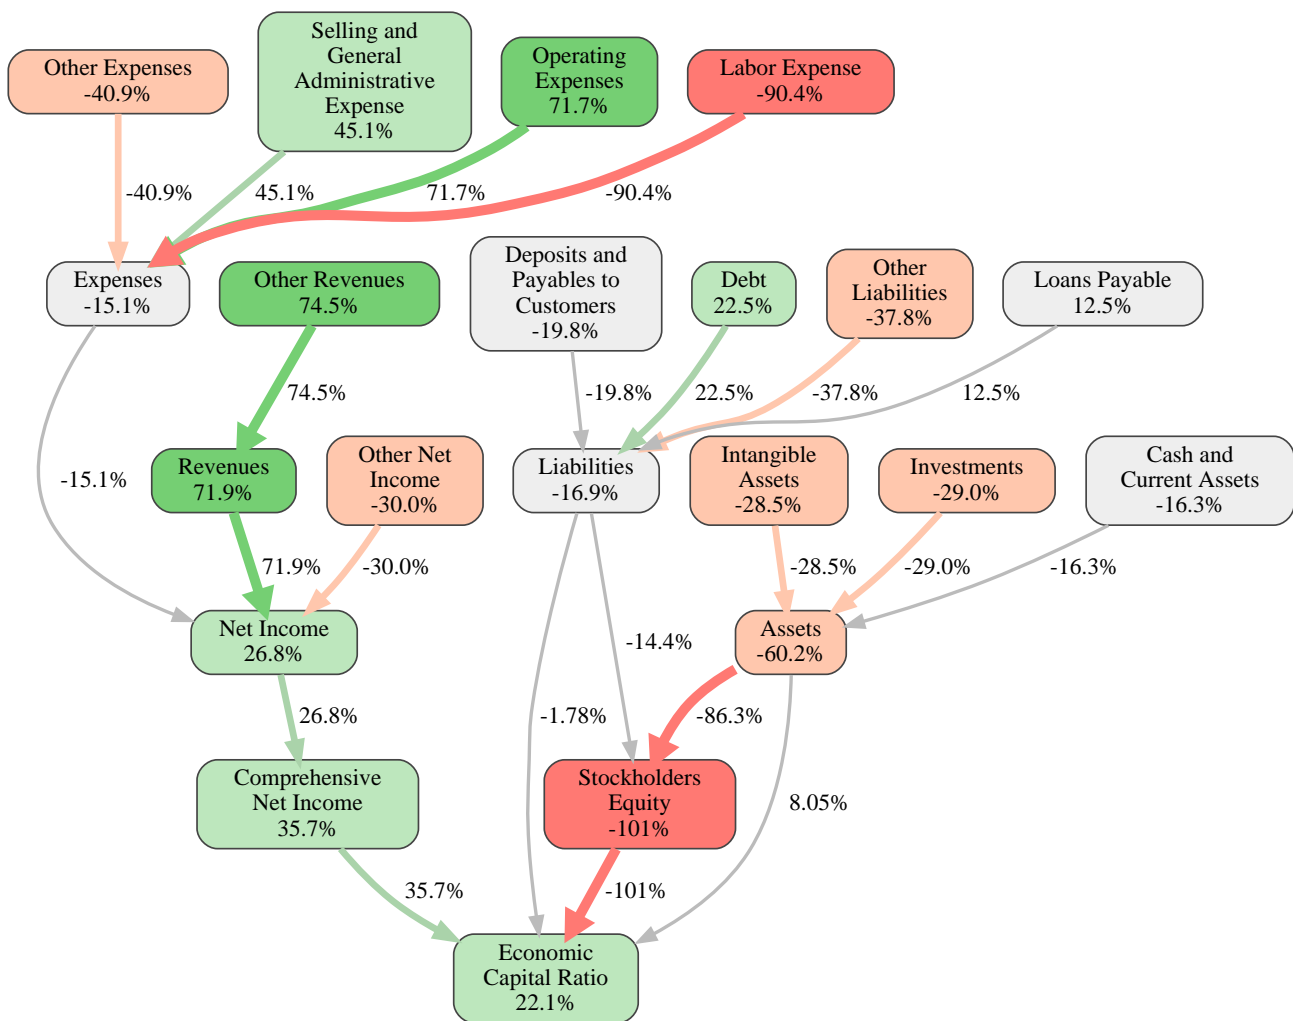 Other Expenses
-40.9%
Selling and
General
Administrative
Expense
45.1%
Operating
Expenses
71.7%
Labor Expense
-90.4%
-40.9%
45.1%
71.7%
-90.4%
Expenses
-15.1%
Other Revenues
74.5%
Deposits and
Payables to
Customers
-19.8%
Debt
22.5%
Other
Liabilities
-37.8%
Loans Payable
12.5%
74.5%
-19.8%
22.5%
-37.8%
12.5%
-15.1%
Revenues
71.9%
Other Net
Income
-30.0%
Liabilities
-16.9%
Intangible
Assets
-28.5%
Investments
-29.0%
Cash and
Current Assets
-16.3%
71.9%
-30.0%
-28.5%
-29.0%
-16.3%
Net Income
26.8%
-14.4%
Assets
-60.2%
26.8%
-1.78%
-86.3%
8.05%
Comprehensive
Net Income
35.7%
Stockholders
Equity
-101%
35.7%
-101%
Economic
Capital Ratio
22.1%